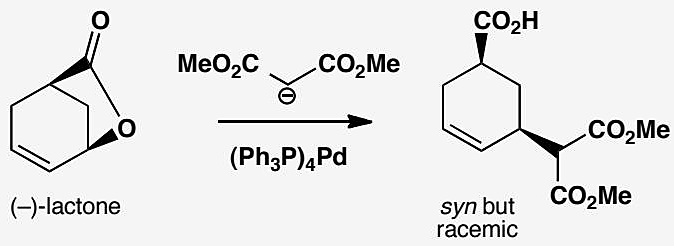 O
O
(−)-lactone
MeO₂C CO₂Me
⊖
(Ph₃P)₄Pd
CO₂H
CO₂Me
CO₂Me
syn but
racemic